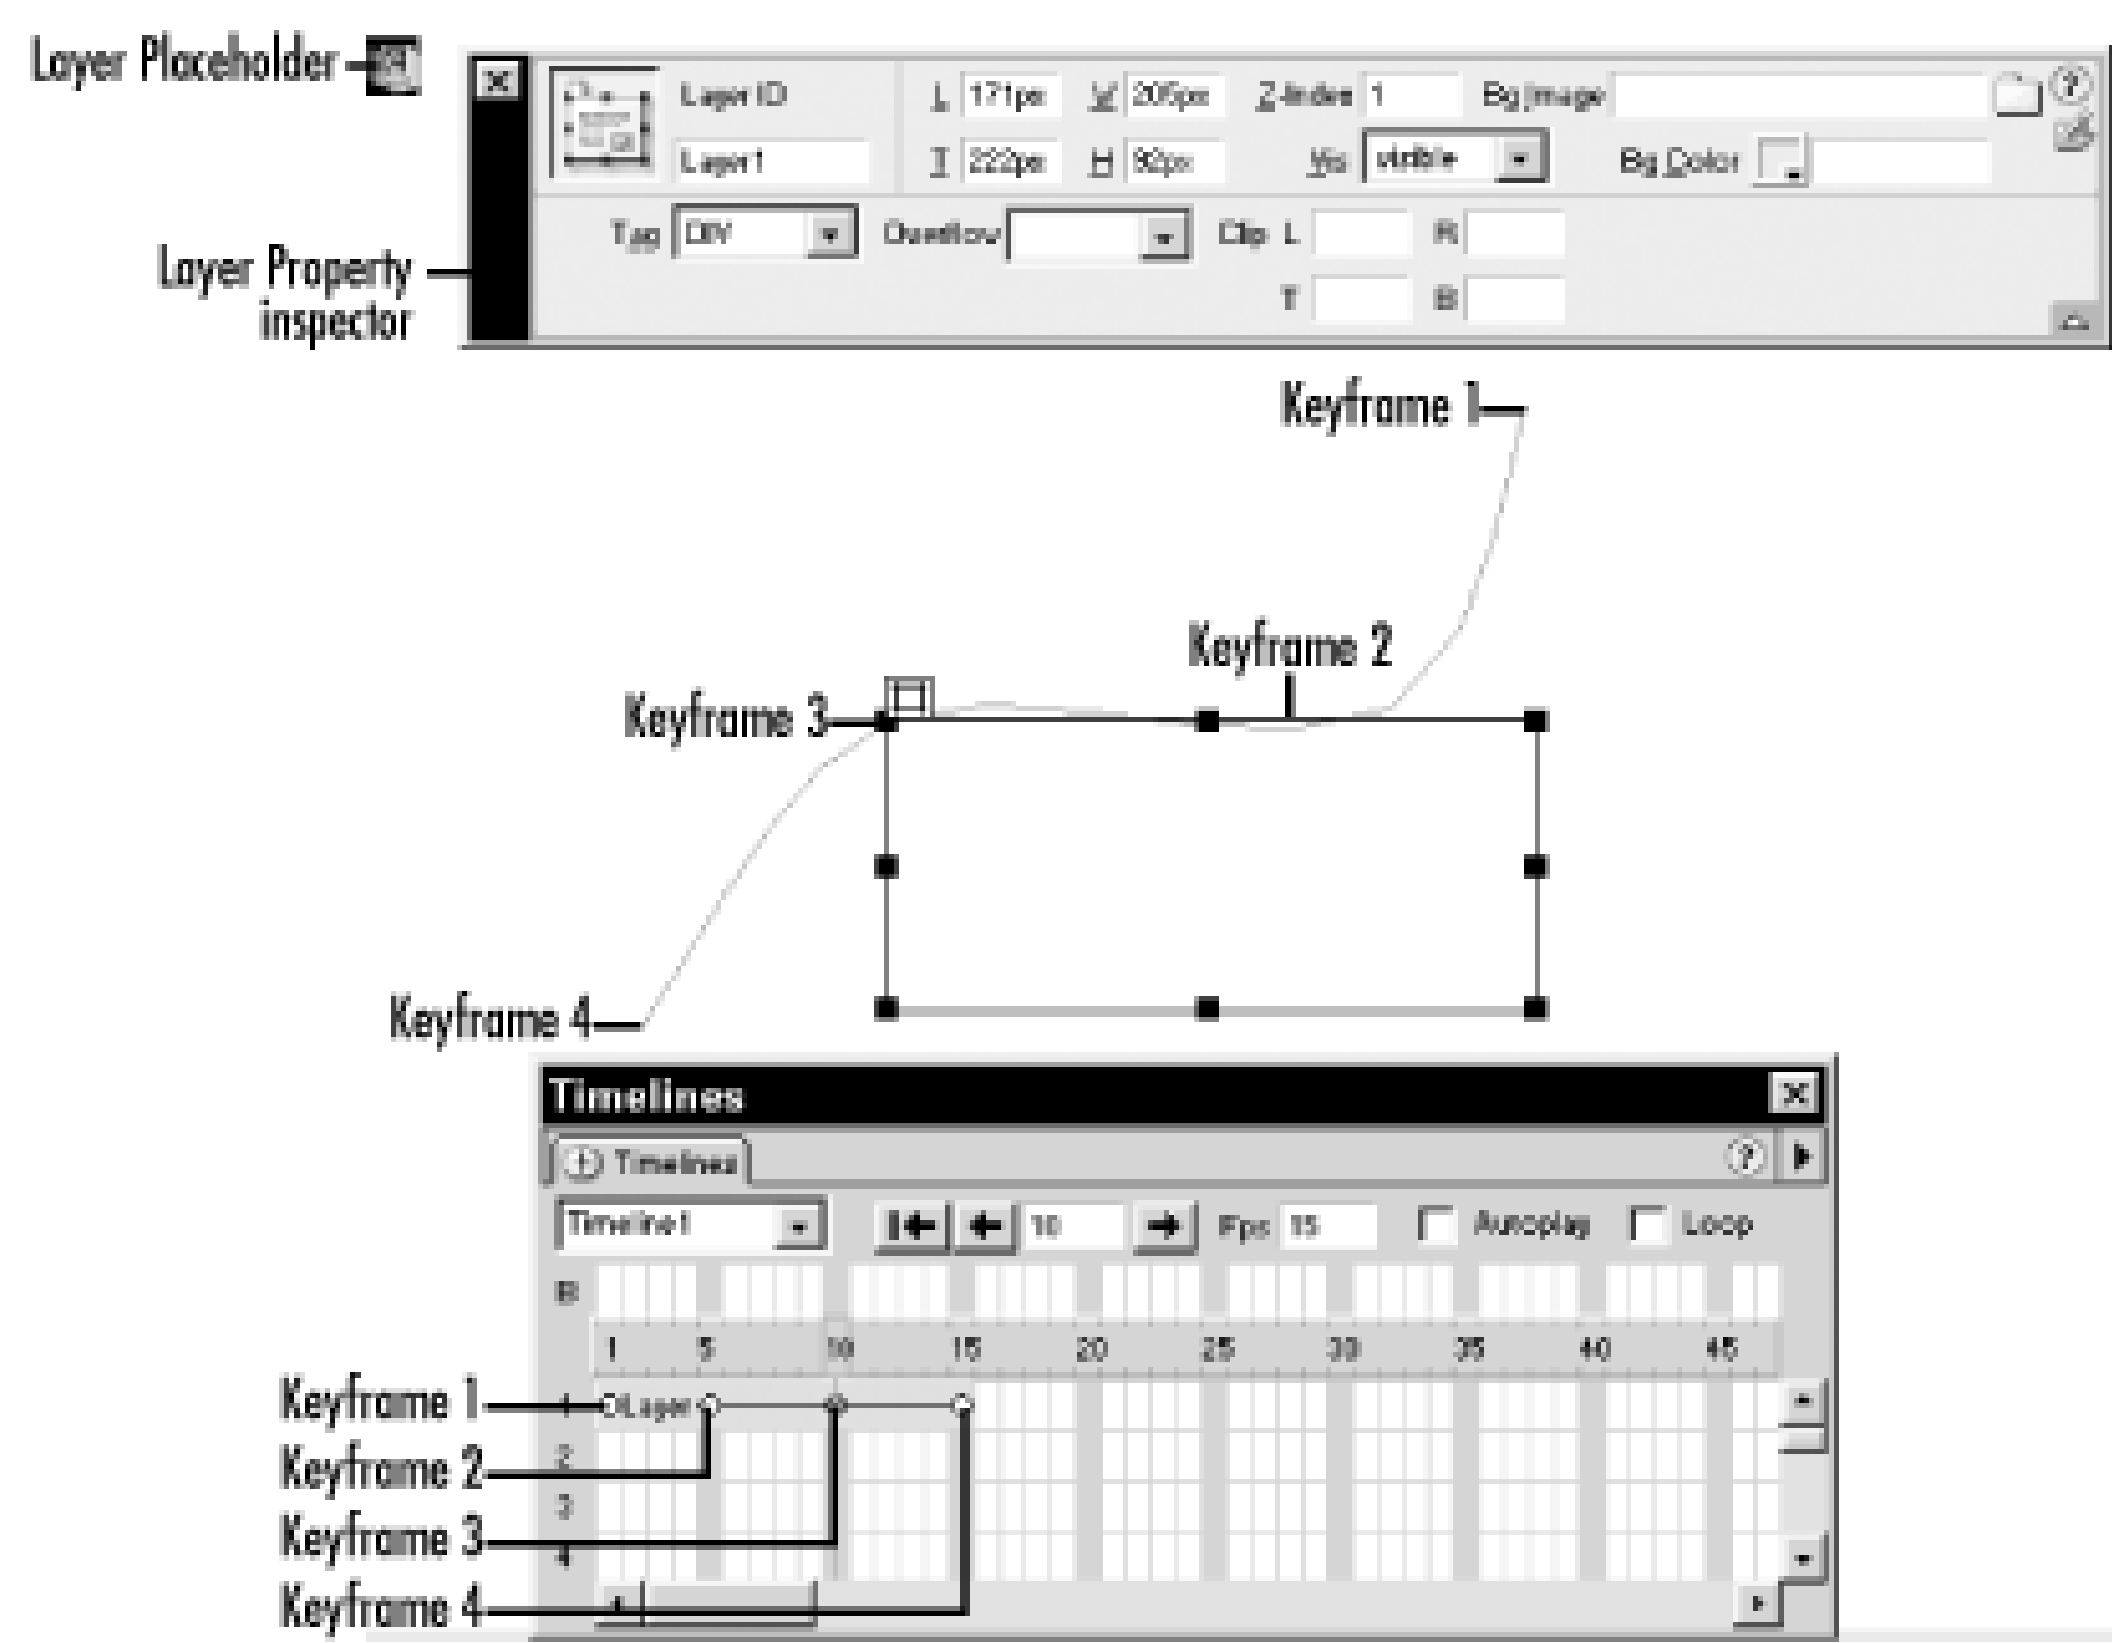 Layer Placeholder
Layer ID L 171px W 205px Z-Index 1 Bg Image
Layer1 T 222px H 92px Vis visible Bg Color
Tag DIV Overflow Clip L R
T B
Layer Property
inspector
Keyframe 1
Keyframe 2
Keyframe 3
Keyframe 4
Timelines
Timelines
Timeline1 10 Fps 15 Autoplay Loop
B
1 5 10 15 20 25 30 35 40 45
Keyframe 1 1 Layer
Keyframe 2 2
3
Keyframe 3 4
Keyframe 4